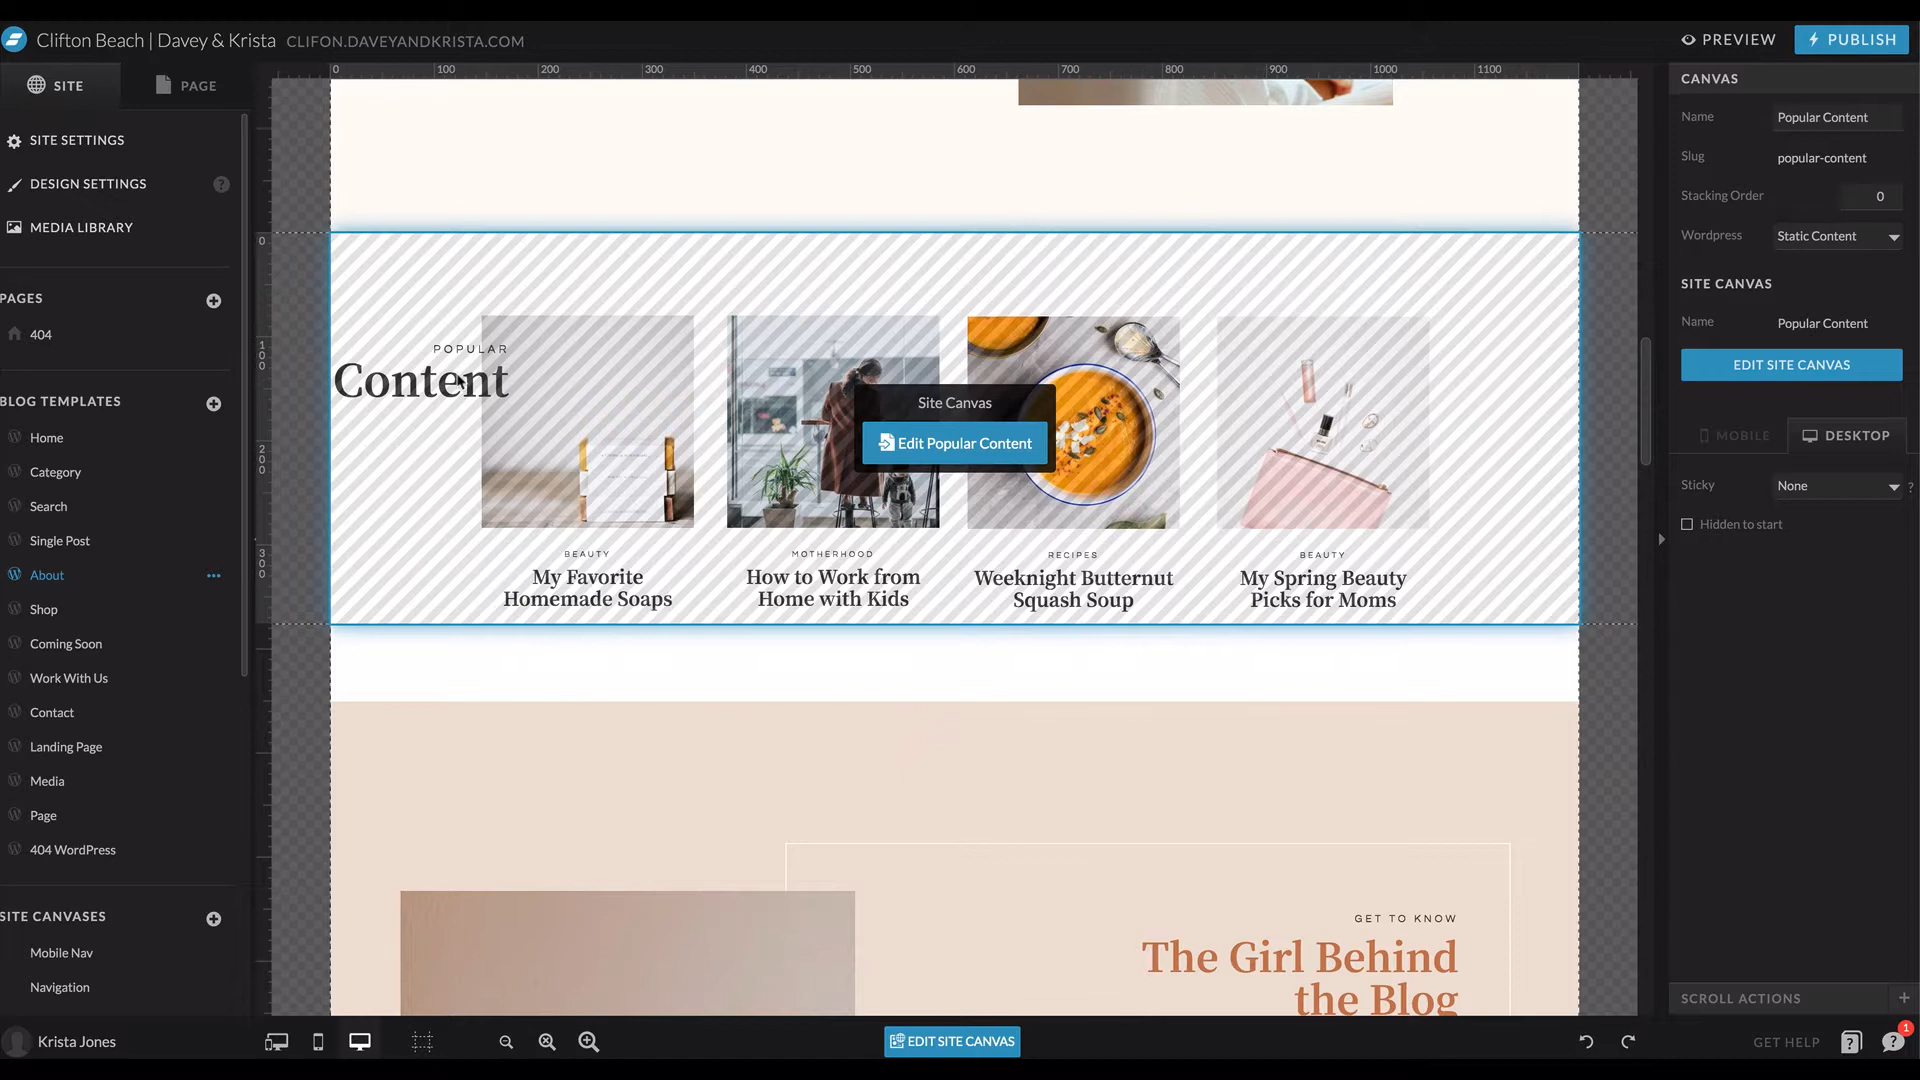 Clifton Beach | Davey & Krista CLIFON.DAVEYANDKRISTA.COM
PREVIEW
PUBLISH
SITE
PAGE
SITE SETTINGS
DESIGN SETTINGS ?
MEDIA LIBRARY
PAGES
404
BLOG TEMPLATES
Home
Category
Search
Single Post
About
Shop
Coming Soon
Work With Us
Contact
Landing Page
Media
Page
404 WordPress
SITE CANVASES
Mobile Nav
Navigation
Krista Jones
0 100 200 300 400 500 600 700 800 900 1000 1100
0
100
200
300
POPULAR
Content
Site Canvas
Edit Popular Content
BEAUTY
My Favorite
Homemade Soaps
MOTHERHOOD
How to Work from
Home with Kids
RECIPES
Weeknight Butternut
Squash Soup
BEAUTY
My Spring Beauty
Picks for Moms
GET TO KNOW
The Girl Behind
the Blog
EDIT SITE CANVAS
CANVAS
Name Popular Content
Slug popular-content
Stacking Order 0
Wordpress Static Content
SITE CANVAS
Name Popular Content
EDIT SITE CANVAS
MOBILE
DESKTOP
Sticky None ?
Hidden to start
SCROLL ACTIONS +
GET HELP ? ? 1